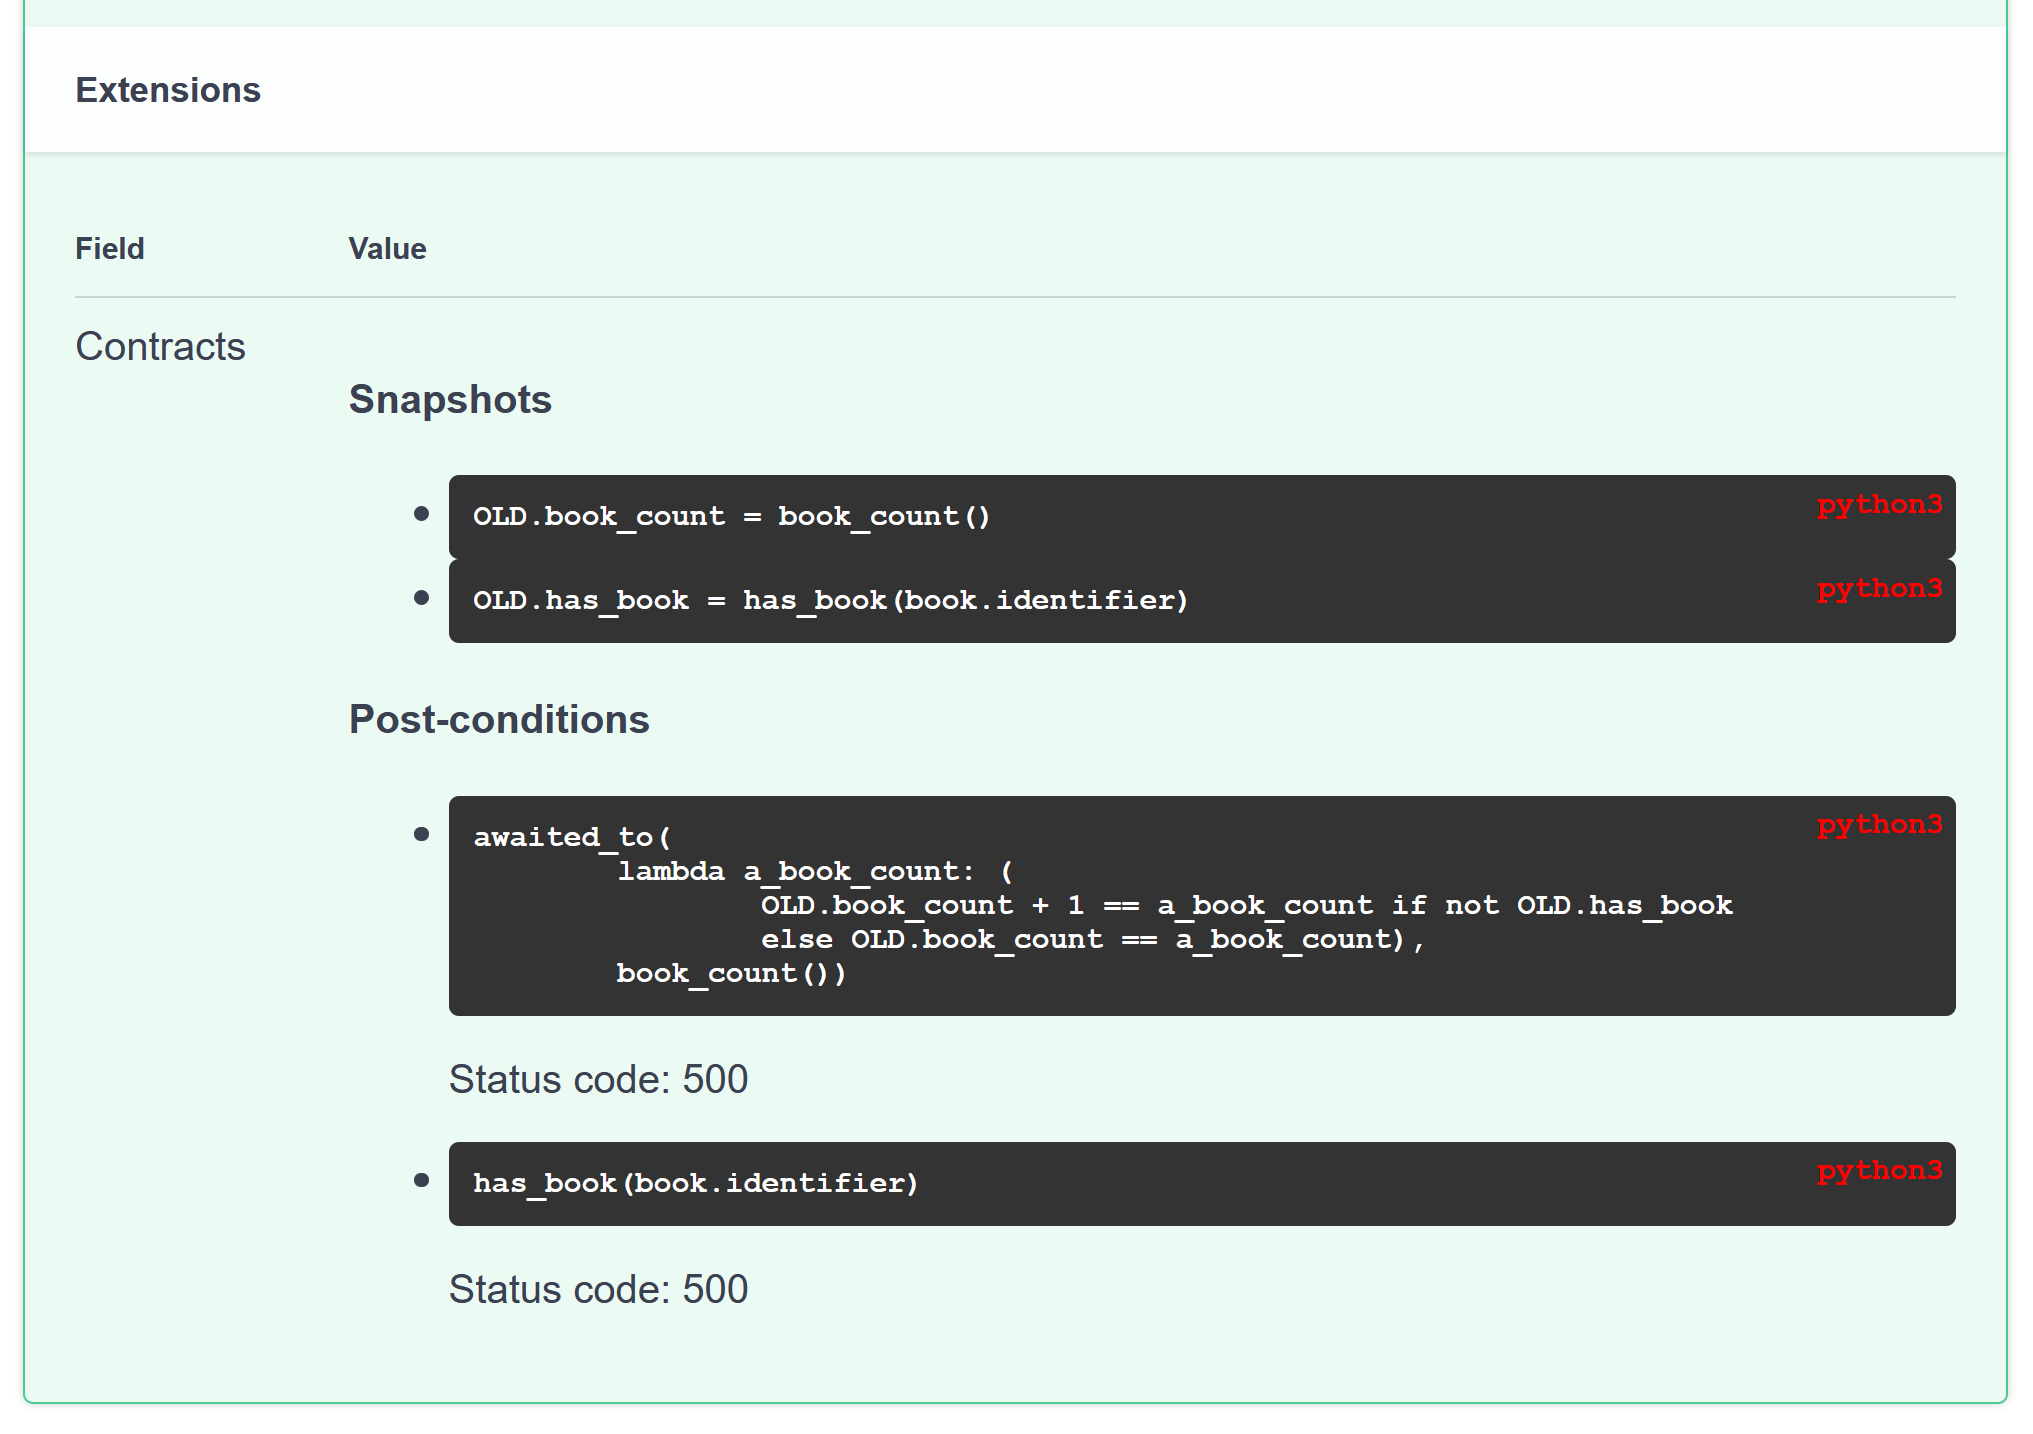 Extensions
Field Value
Contracts
Snapshots
OLD.book_count = book_count()
python3
OLD.has_book = has_book(book.identifier)
python3
Post-conditions
python3
awaited_to(
        lambda a_book_count: (
                OLD.book_count + 1 == a_book_count if not OLD.has_book
                else OLD.book_count == a_book_count),
        book_count())
Status code: 500
has_book(book.identifier)
python3
Status code: 500